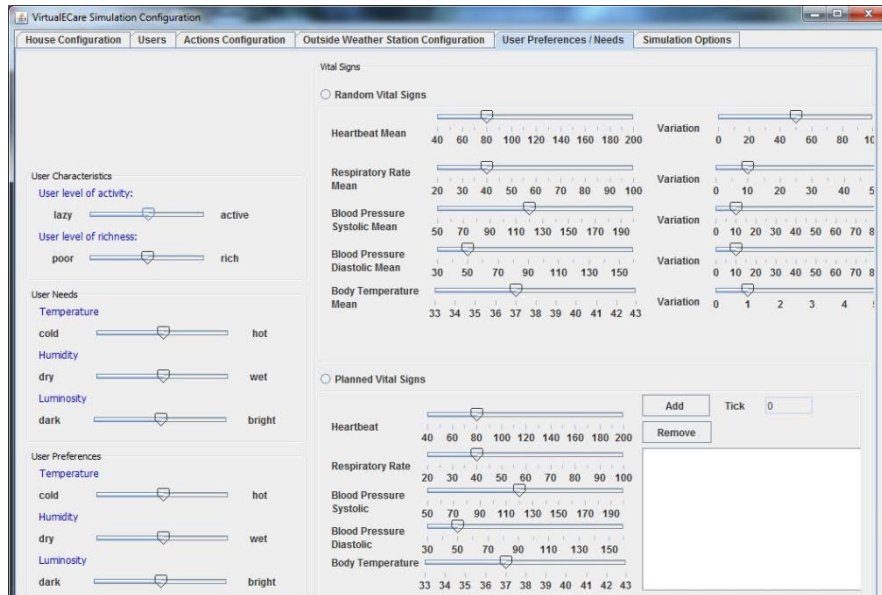 VirtualECare Simulation Configuration
House Configuration Users Actions Configuration Outside Weather Station Configuration User Preferences / Needs Simulation Options
Vital Signs
Random Vital Signs
Heartbeat Mean
40 60 80 100 120 140 160 180 200
Variation
0 20 40 60 80 10
Respiratory Rate
Mean
20 30 40 50 60 70 80 90 100
Variation
0 10 20 30 40 5
Blood Pressure
Systolic Mean
50 70 90 110 130 150 170 190
Variation
0 10 20 30 40 50 60 70 8
Blood Pressure
Diastolic Mean
30 50 70 90 110 130 150
Variation
0 10 20 30 40 50 60 70 8
Body Temperature
Mean
33 34 35 36 37 38 39 40 41 42 43
Variation
0 1 2 3 4
User Characteristics
User level of activity:
lazy active
User level of richness:
poor rich
User Needs
Temperature
cold hot
Humidity
dry wet
Luminosity
dark bright
User Preferences
Temperature
cold hot
Humidity
dry wet
Luminosity
dark bright
Planned Vital Signs
Heartbeat
40 60 80 100 120 140 160 180 200
Respiratory Rate
20 30 40 50 60 70 80 90 100
Blood Pressure
Systolic
50 70 90 110 130 150 170 190
Blood Pressure
Diastolic
30 50 70 90 110 130 150
Body Temperature
33 34 35 36 37 38 39 40 41 42 43
Add Tick 0
Remove